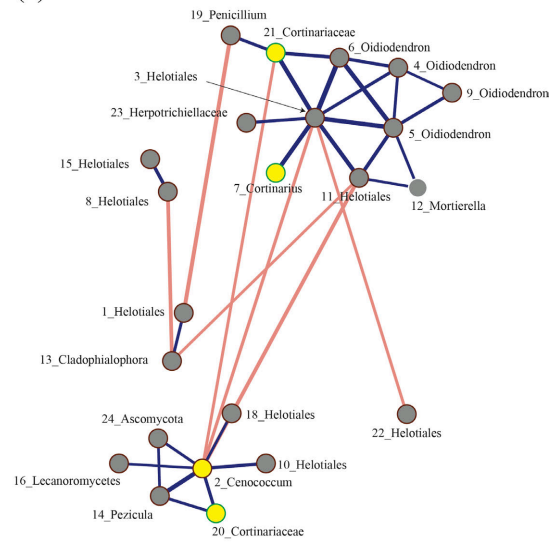 19_Penicillium
21_Cortinariaceae
6_Oidiodendron
4_Oidiodendron
3_Helotiales
9_Oidiodendron
23_Herpotrichiellaceae
5_Oidiodendron
15_Helotiales
7_Cortinarius
11_Helotiales
8_Helotiales
12_Mortierella
1_Helotiales
13_Cladophialophora
24_Ascomycota
18_Helotiales
22_Helotiales
10_Helotiales
16_Lecanoromycetes
2_Cenococcum
14_Pezicula
20_Cortinariaceae